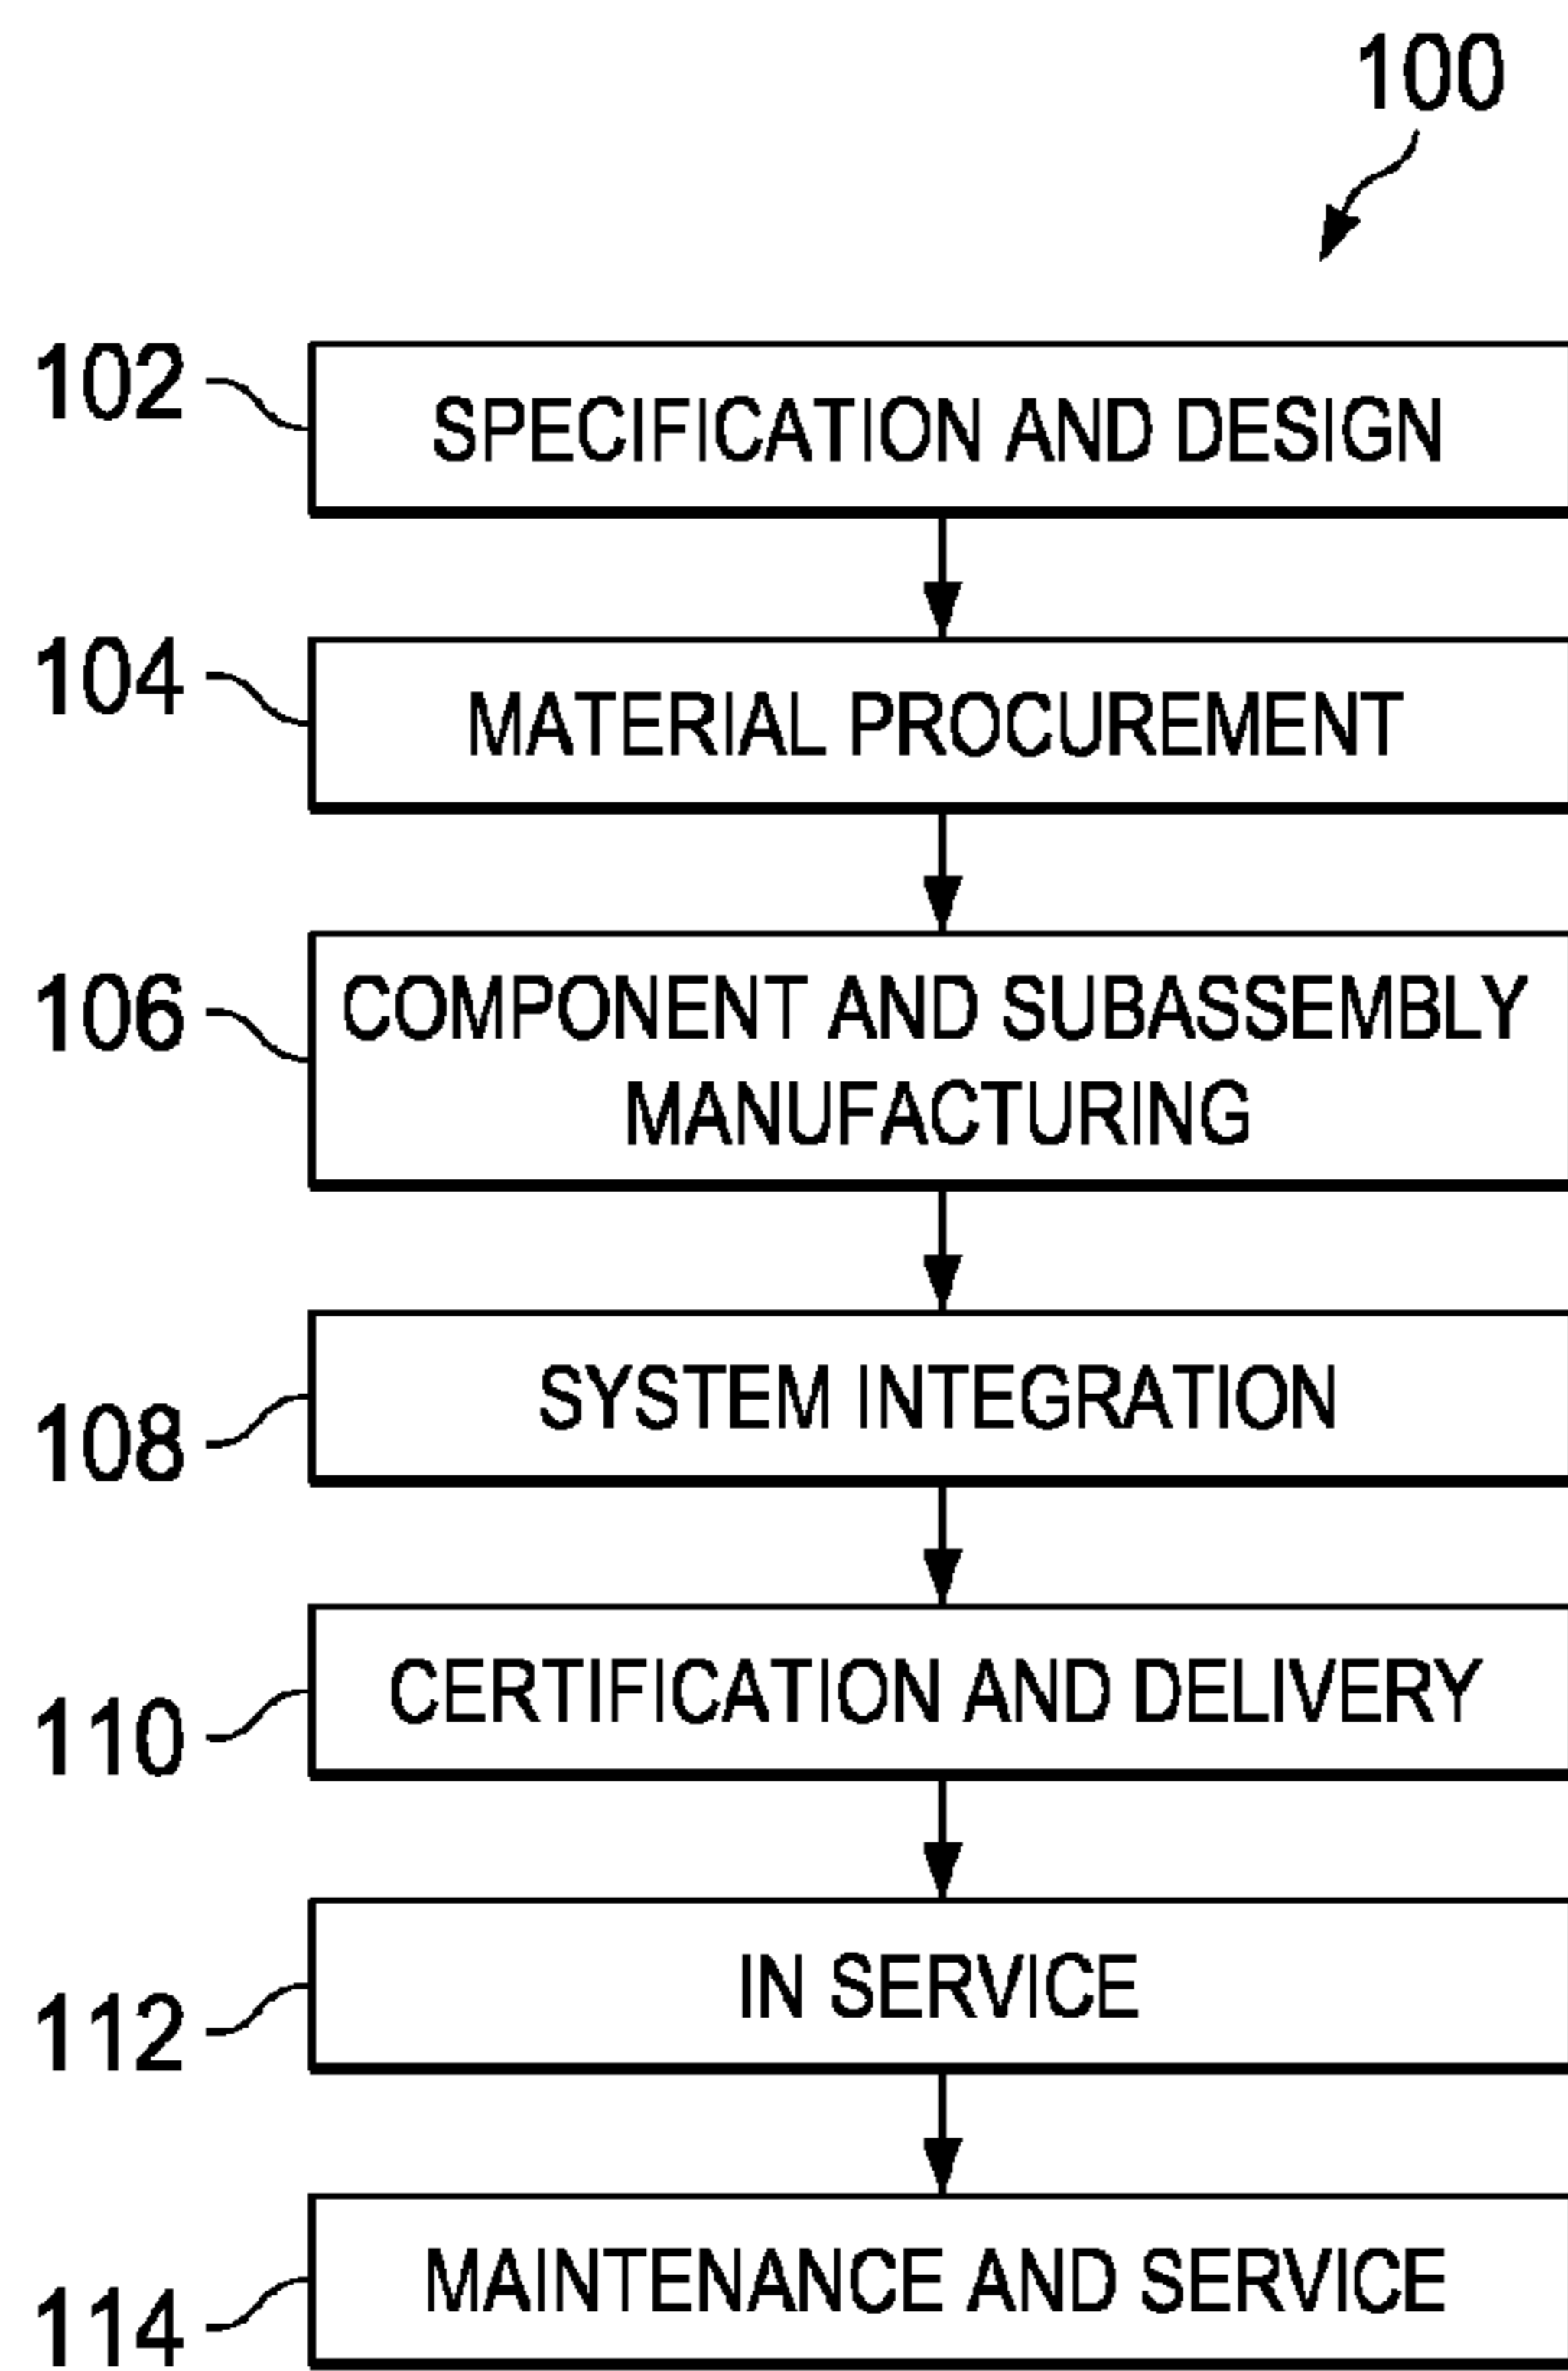 100
102
SPECIFICATION AND DESIGN
104
MATERIAL PROCUREMENT
106
COMPONENT AND SUBASSEMBLY
MANUFACTURING
108
SYSTEM INTEGRATION
110
CERTIFICATION AND DELIVERY
112
IN SERVICE
114
MAINTENANCE AND SERVICE